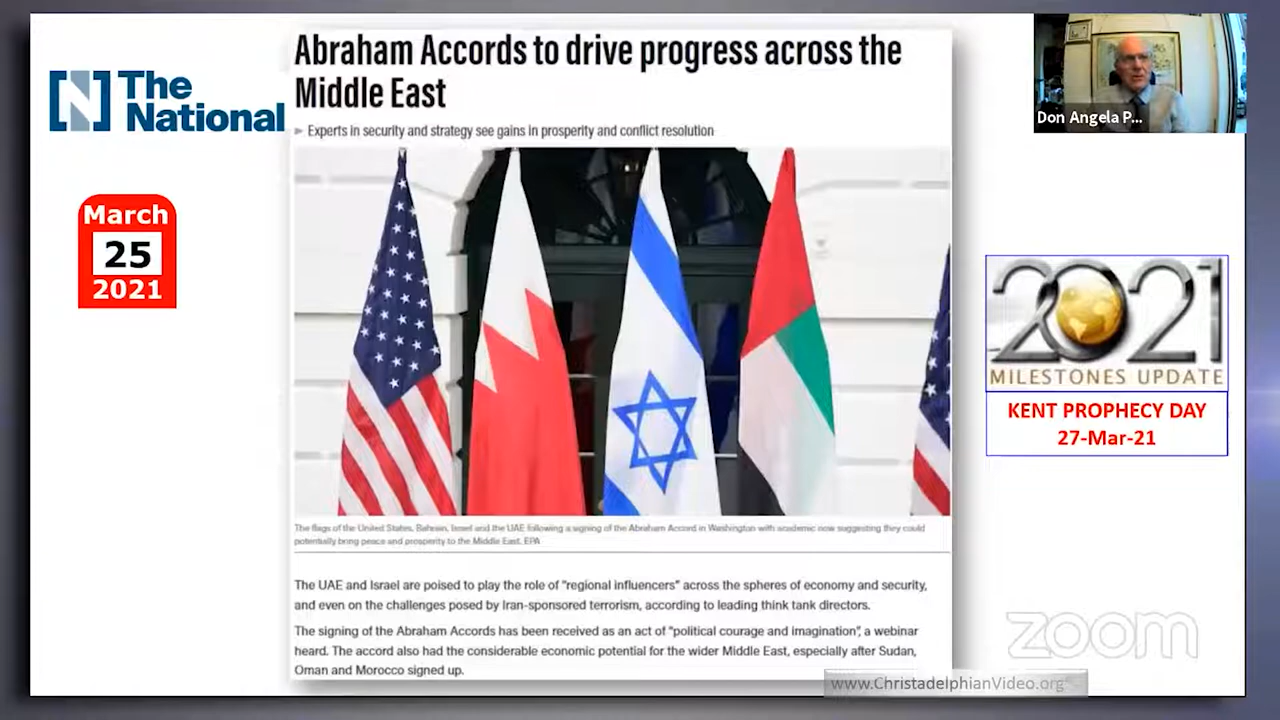 Abraham Accords to drive progress across the
Middle East
Experts in security and strategy see gains in prosperity and conflict resolution
The
National
March
25
2021
Don Angela P...
2021
MILESTONES UPDATE
KENT PROPHECY DAY
27-Mar-21
The flags of the United States, Bahrain, Israel and the UAE following a signing of the Abraham Accord in Washington with academic now suggesting they could
potentially bring peace and prosperity to the Middle East. EPA
The UAE and Israel are poised to play the role of "regional influencers" across the spheres of economy and security,
and even on the challenges posed by Iran-sponsored terrorism, according to leading think tank directors.
The signing of the Abraham Accords has been received as an act of "political courage and imagination", a webinar
heard. The accord also had the considerable economic potential for the wider Middle East, especially after Sudan,
Oman and Morocco signed up.
zoom
www.ChristadelphianVideo.org